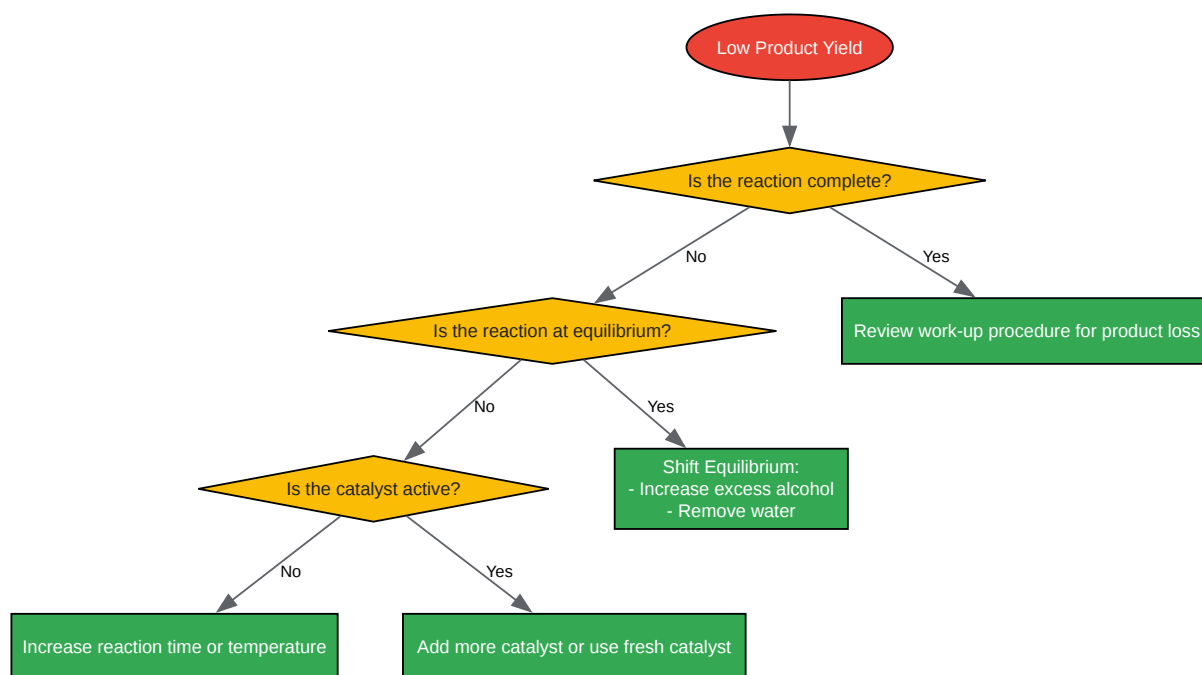 Low Product Yield
Is the reaction complete?
No
Yes
Is the reaction at equilibrium?
Review work-up procedure for product loss
No
Yes
Shift Equilibrium:
- Increase excess alcohol
- Remove water
Is the catalyst active?
No
Yes
Increase reaction time or temperature
Add more catalyst or use fresh catalyst